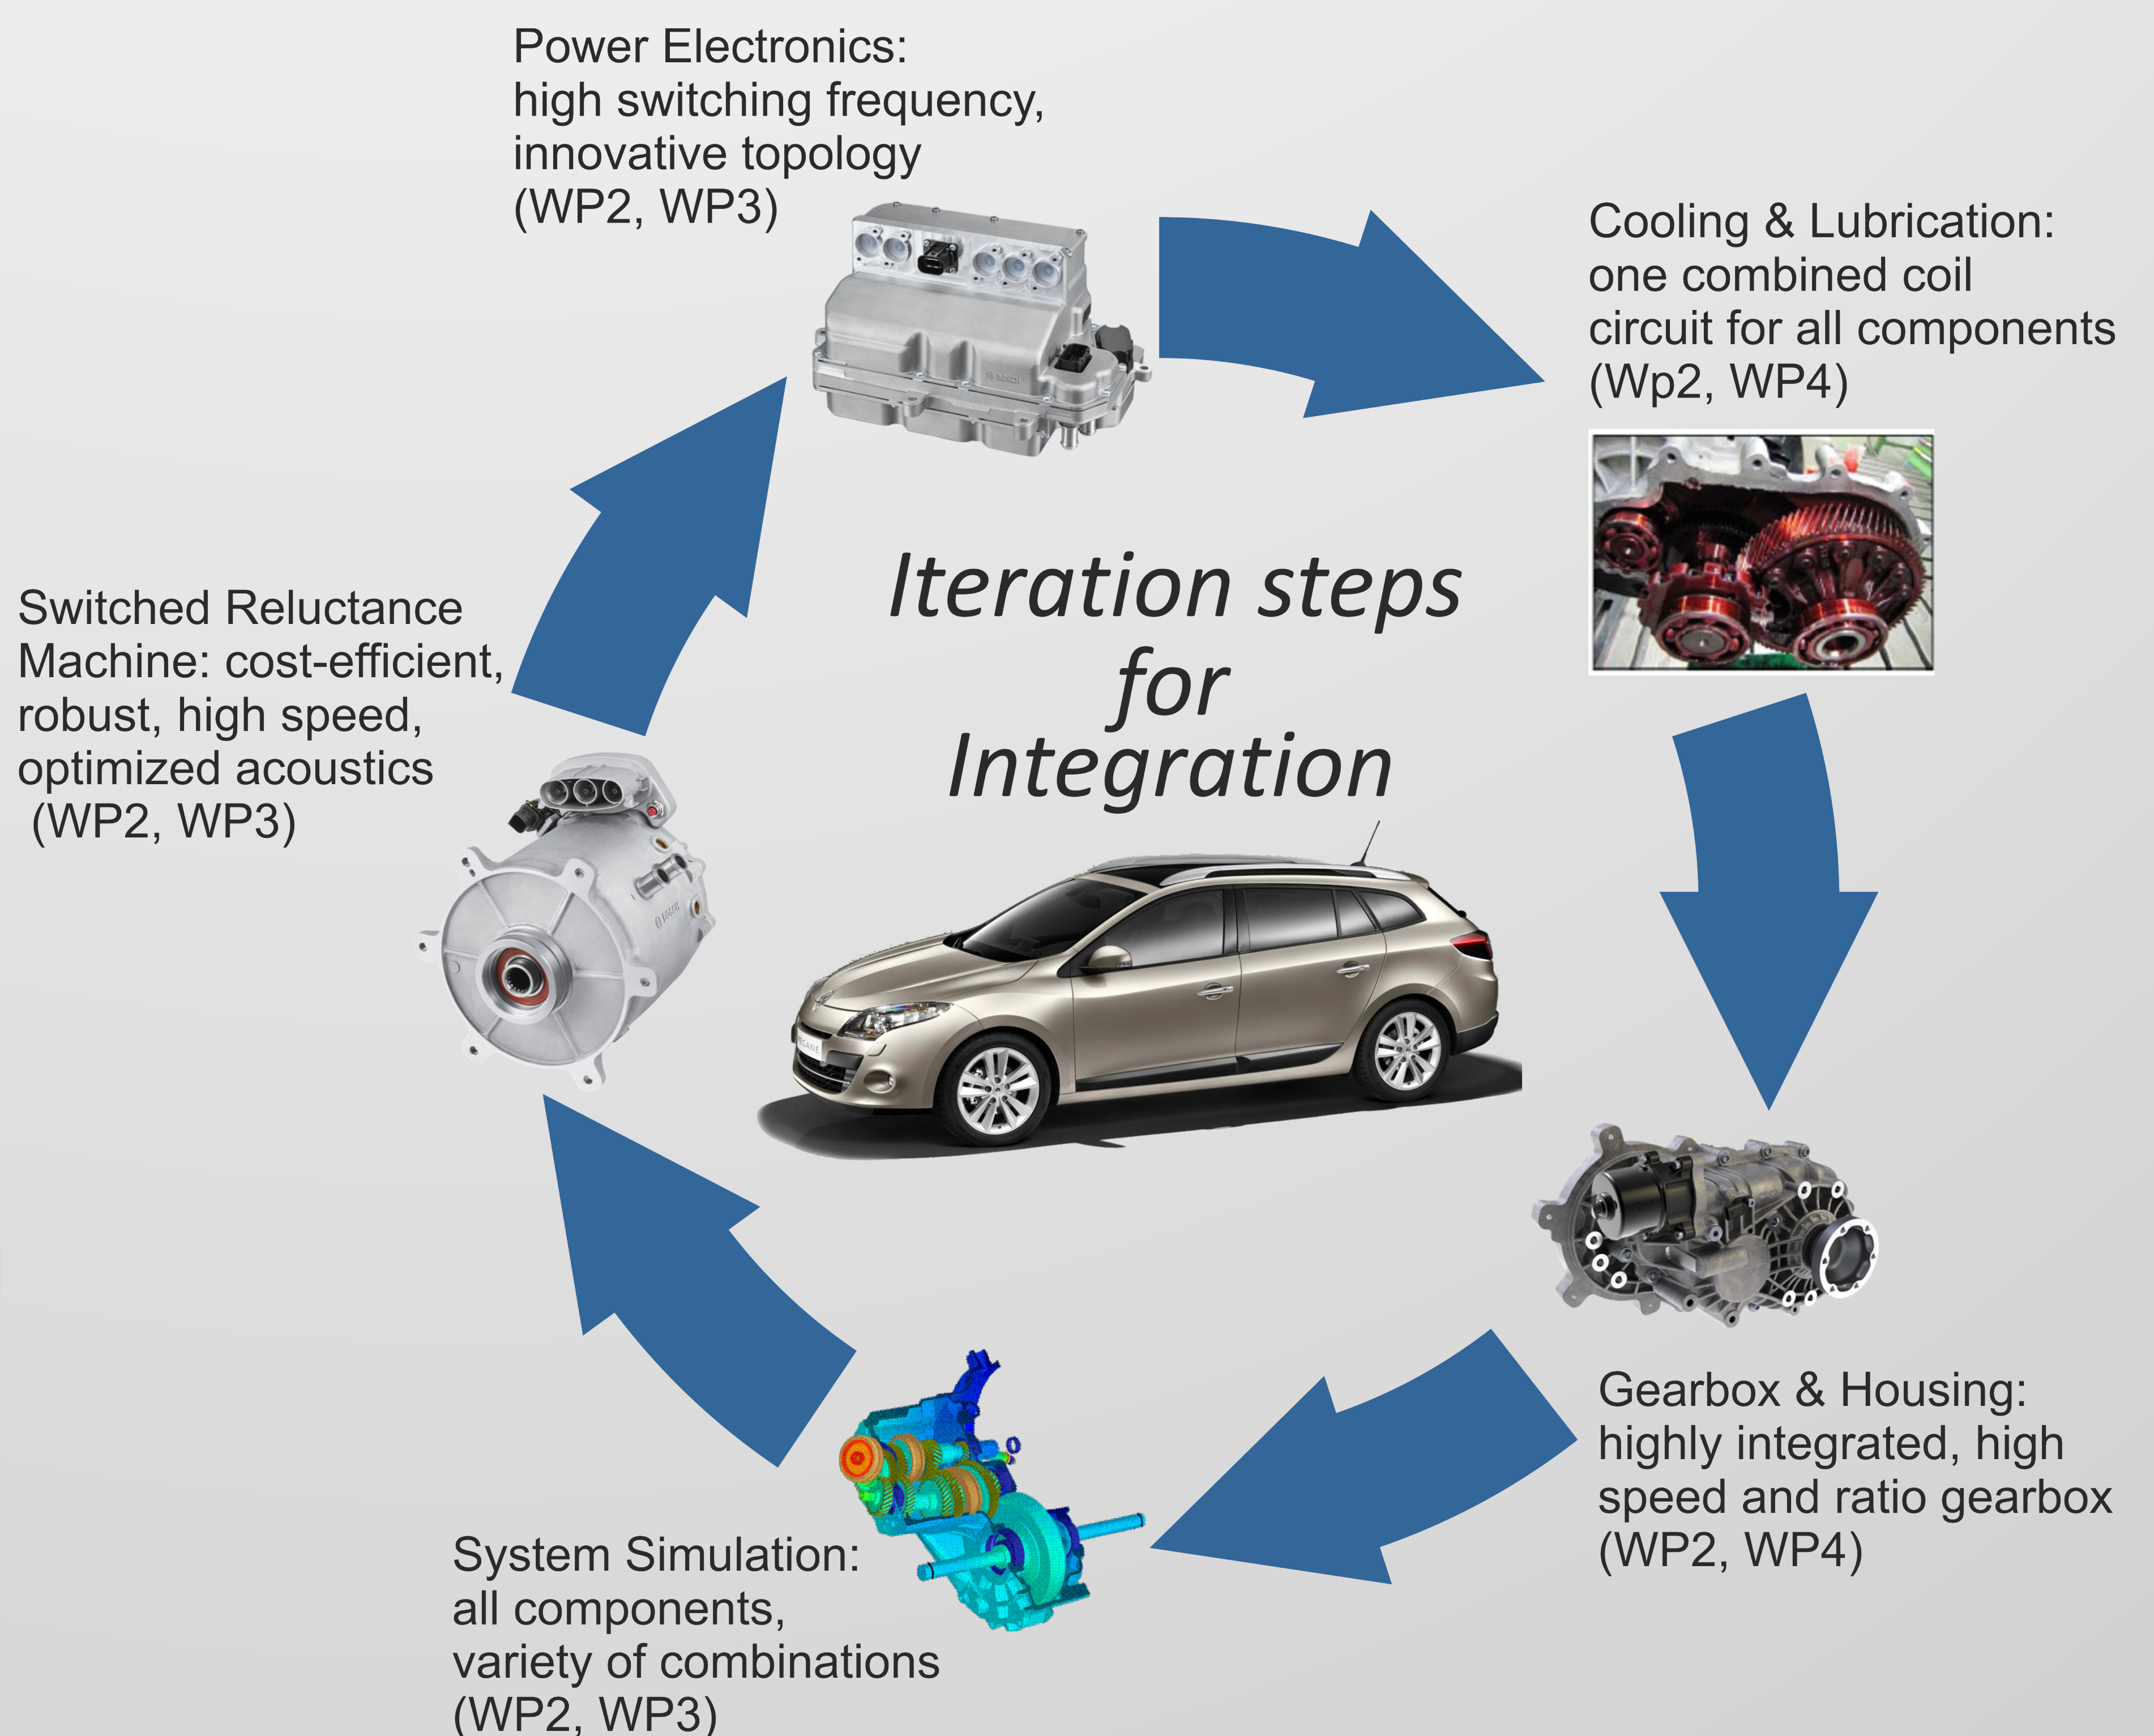 Power Electronics:
high switching frequency,
innovative topology
(WP2, WP3)
Cooling & Lubrication:
one combined coil
circuit for all components
(Wp2, WP4)
Switched Reluctance
Machine: cost-efficient,
robust, high speed,
optimized acoustics
(WP2, WP3)
Iteration steps
for
Integration
Gearbox & Housing:
highly integrated, high
speed and ratio gearbox
(WP2, WP4)
System Simulation:
all components,
variety of combinations
(WP2, WP3)
BOSCH
BOSCH